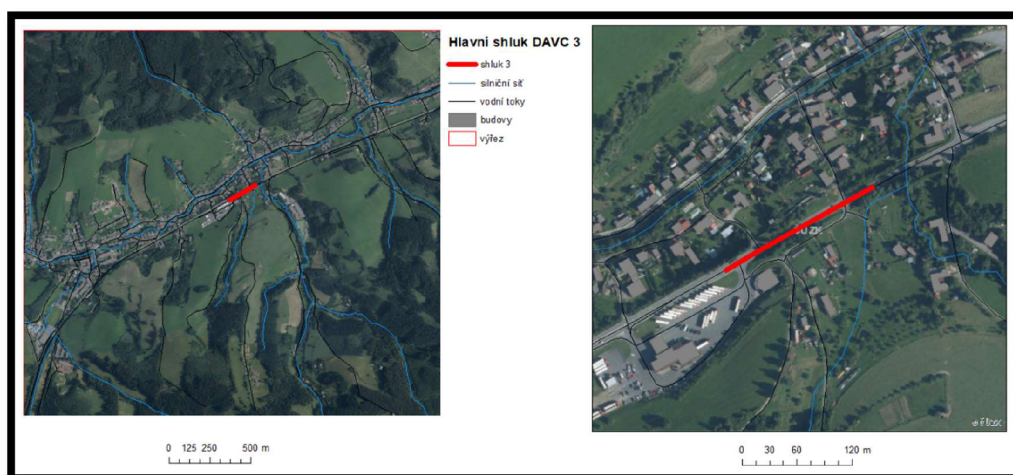 Hlavní shluk DAVC 3
shluk 3
silniční síť
vodní toky
budovy
výřez
0 125 250 500 m
0 30 60 120 m